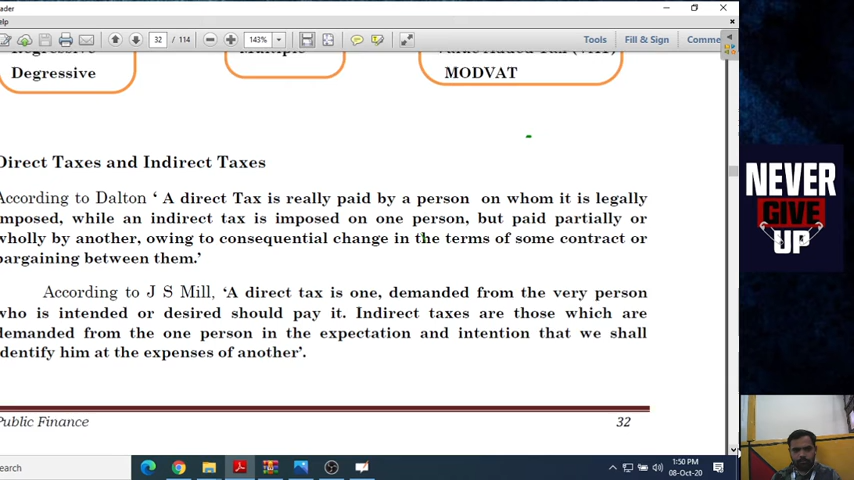 ader
elp
32 / 114
143%
Tools
Fill & Sign
Comme
Degressive
MODVAT
Direct Taxes and Indirect Taxes
According to Dalton ‘ A direct Tax is really paid by a person on whom it is legally
mposed, while an indirect tax is imposed on one person, but paid partially or
wholly by another, owing to consequential change in the terms of some contract or
bargaining between them.’
According to J S Mill, ‘A direct tax is one, demanded from the very person
who is intended or desired should pay it. Indirect taxes are those which are
demanded from the one person in the expectation and intention that we shall
dentify him at the expenses of another’.
Public Finance
32
earch
1:50 PM
08-Oct-20
NEVER
GIVE
UP